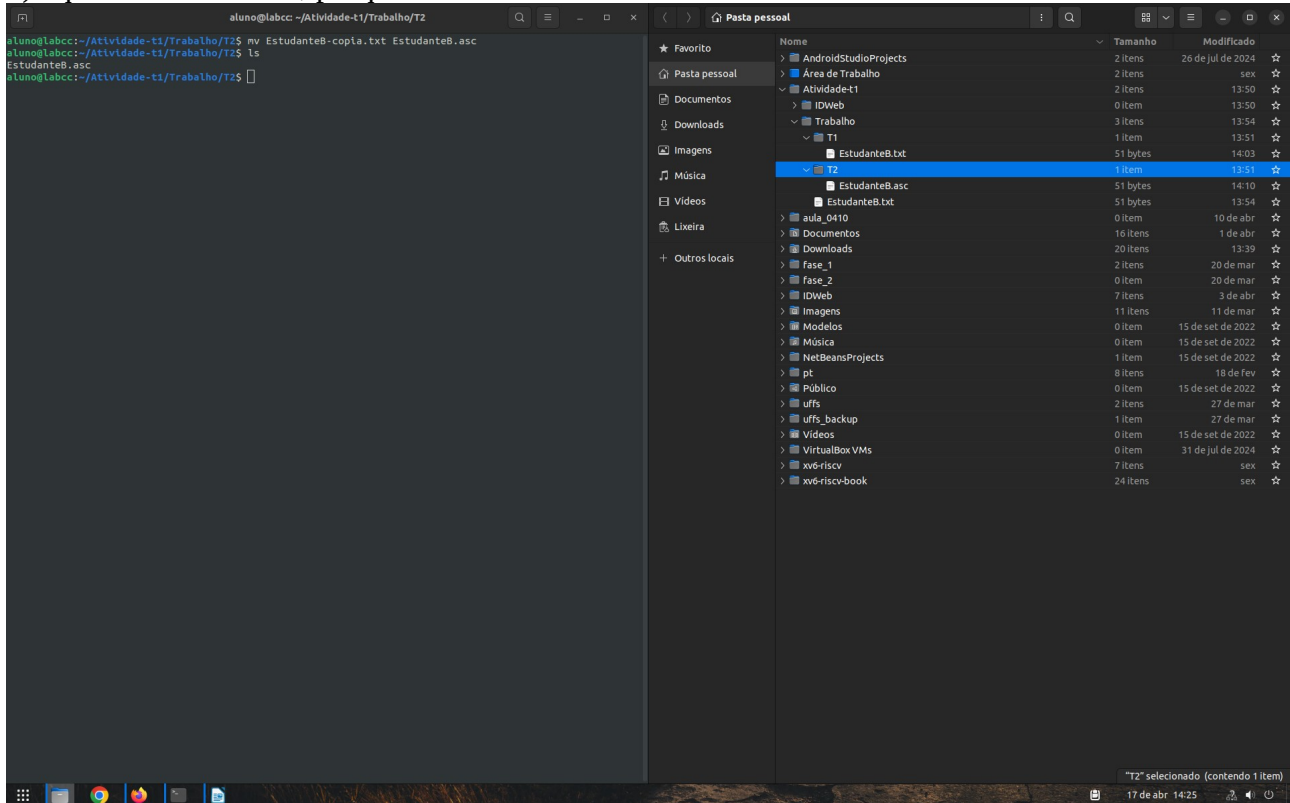 aluno@labcc: ~/Atividade-t1/Trabalho/T2
aluno@labcc:~/Atividade-t1/Trabalho/T2$ mv EstudanteB-copia.txt EstudanteB.asc
aluno@labcc:~/Atividade-t1/Trabalho/T2$ ls
EstudanteB.asc
aluno@labcc:~/Atividade-t1/Trabalho/T2$
Pasta pessoal
Favorito
Pasta pessoal
Documentos
Downloads
Imagens
Música
Vídeos
Lixeira
+ Outros locais
Nome Tamanho Modificado
AndroidStudioProjects 2 itens 26 de jul de 2024
Área de Trabalho 2 itens sex
Atividade-t1 2 itens 13:50
IDWeb 0 item 13:50
Trabalho 3 itens 13:54
T1 1 item 13:51
EstudanteB.txt 51 bytes 14:03
T2 1 item 13:51
EstudanteB.asc 51 bytes 14:10
EstudanteB.txt 51 bytes 13:54
aula_0410 0 item 10 de abr
Documentos 16 itens 1 de abr
Downloads 20 itens 13:39
fase_1 2 itens 20 de mar
fase_2 0 item 20 de mar
IDWeb 7 itens 3 de abr
Imagens 11 itens 11 de mar
Modelos 0 item 15 de set de 2022
Música 0 item 15 de set de 2022
NetBeansProjects 1 item 15 de set de 2022
pt 8 itens 18 de fev
Público 0 item 15 de set de 2022
uffs 2 itens 27 de mar
uffs_backup 1 item 27 de mar
Vídeos 0 item 15 de set de 2022
VirtualBox VMs 0 item 31 de jul de 2024
xv6-riscv 7 itens sex
xv6-riscv-book 24 itens sex
"T2" selecionado (contendo 1 item)
17 de abr 14:25